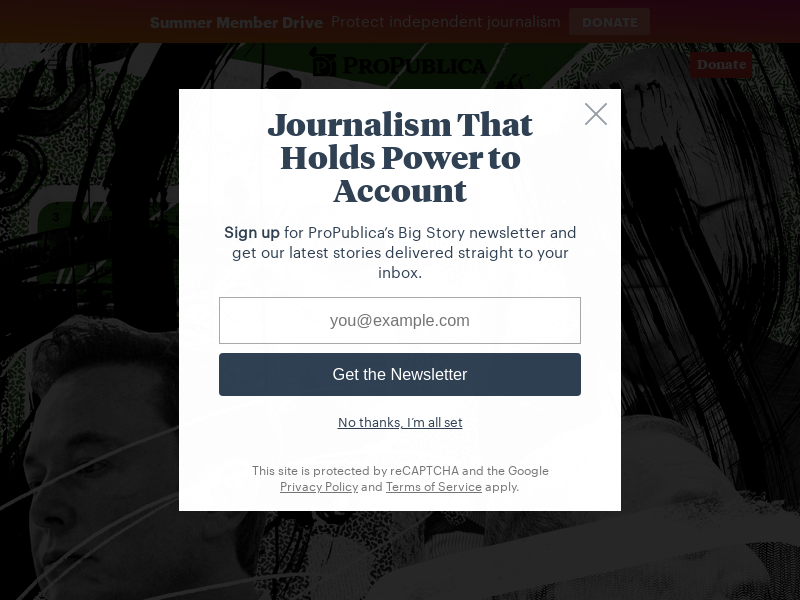 Summer Member Drive Protect independent journalism DONATE
PROPUBLICA
Donate
Journalism That
Holds Power to
Account
Sign up for ProPublica’s Big Story newsletter and
get our latest stories delivered straight to your
inbox.
you@example.com
Get the Newsletter
No thanks, I’m all set
This site is protected by reCAPTCHA and the Google
Privacy Policy and Terms of Service apply.